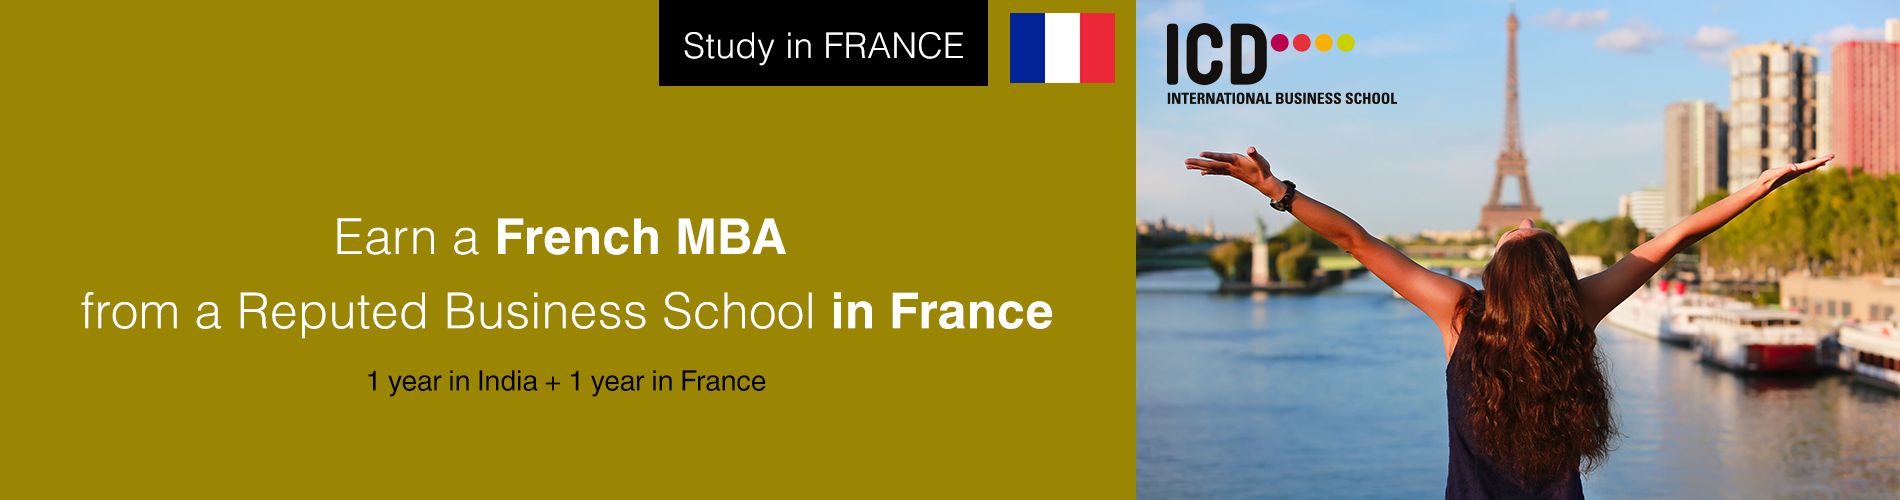 Study in FRANCE
Earn a French MBA
from a Reputed Business School in France
1 year in India + 1 year in France
ICD
INTERNATIONAL BUSINESS SCHOOL